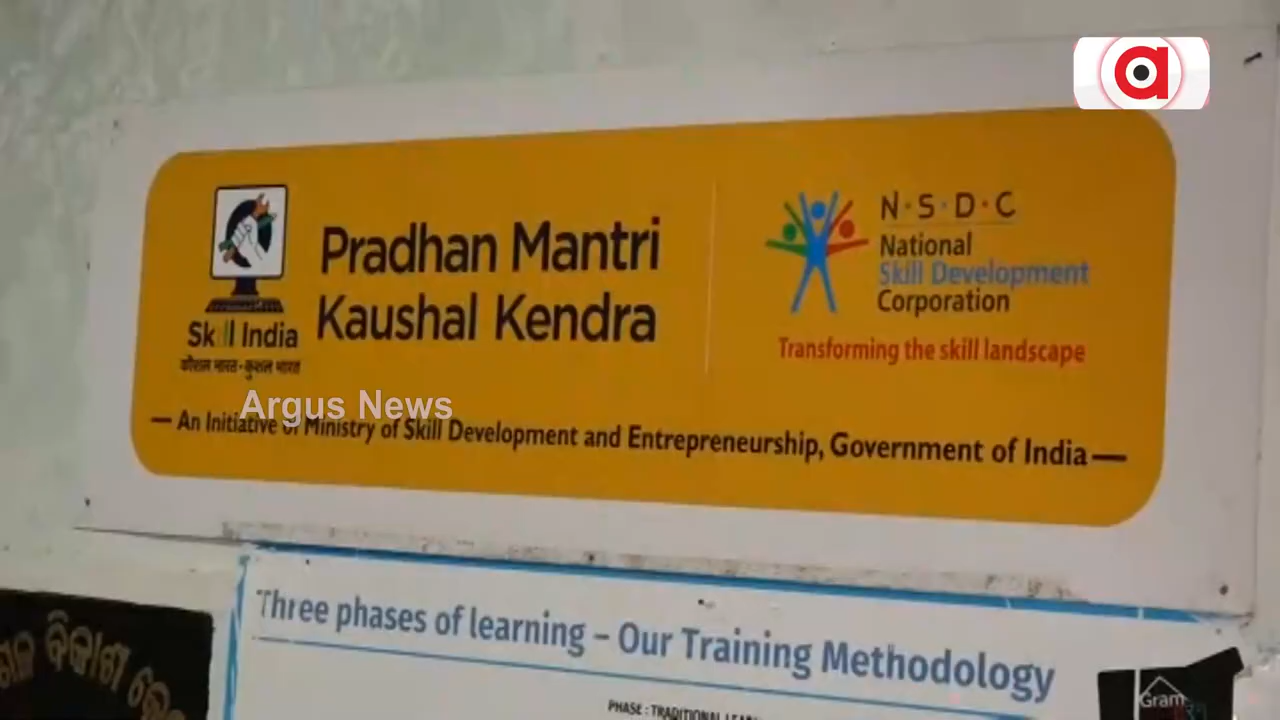 Pradhan Mantri
Kaushal Kendra
Skill India
कौशल भारत - कुशल भारत
N·S·D·C
National
Skill Development
Corporation
Transforming the skill landscape
Argus News
— An Initiative of Ministry of Skill Development and Entrepreneurship, Government of India —
Three phases of learning – Our Training Methodology
PHASE : TRADITIONAL
ବିକାଶ
Gram